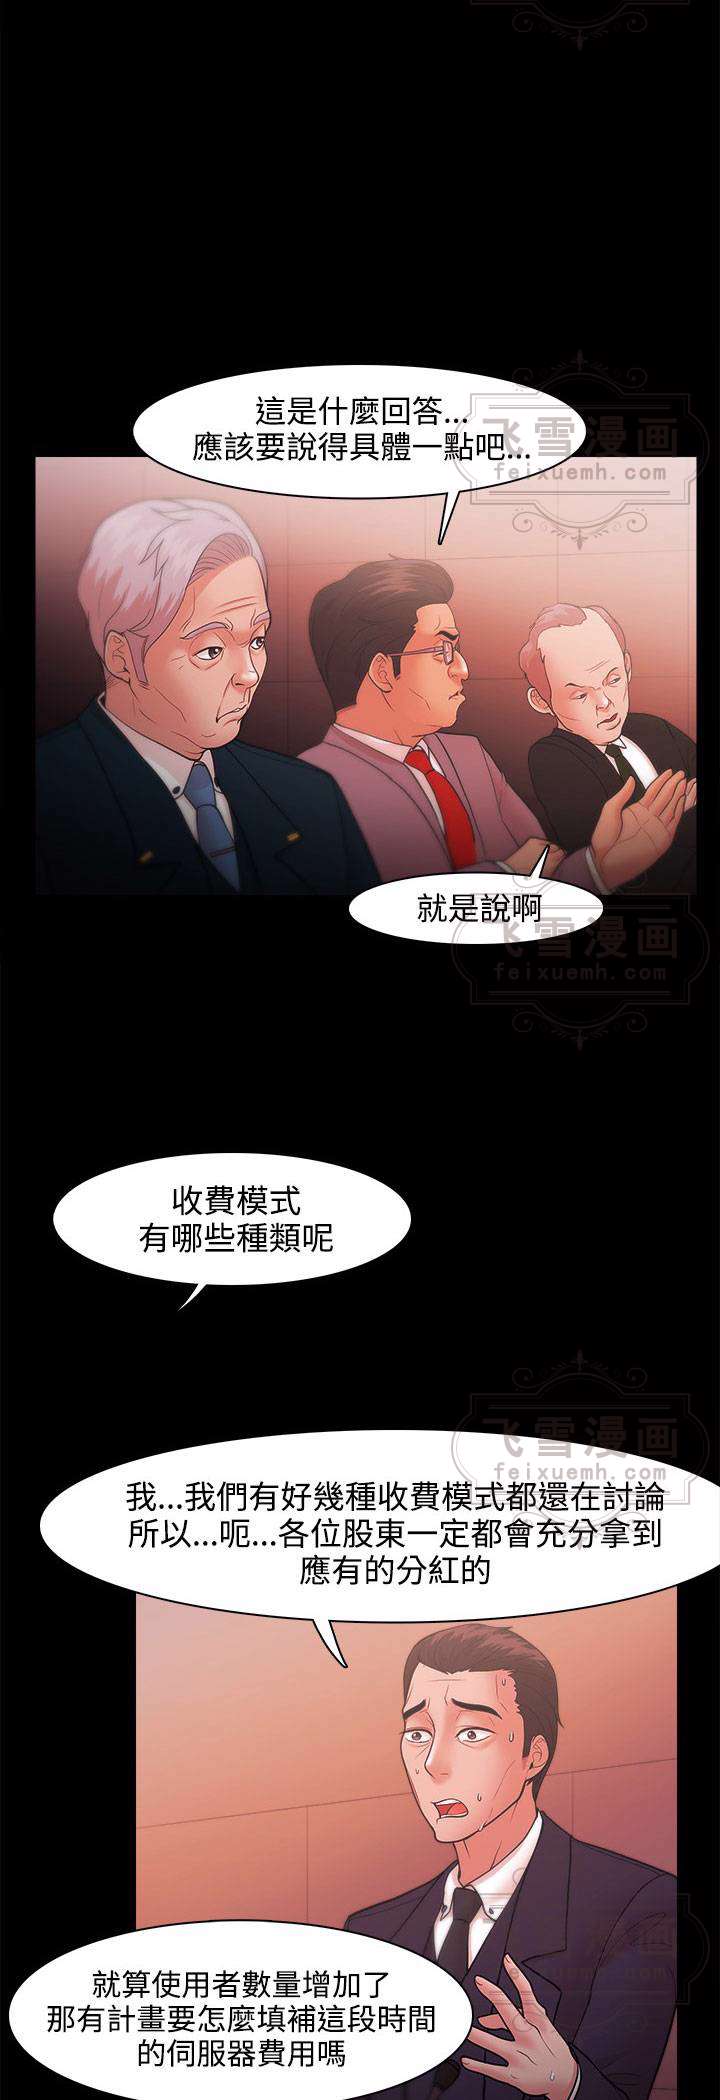 這是什麼回答...
應該要說得具體一點吧...
飞雪漫画
feixuemh.com
就是說啊
飞雪漫画
feixuemh.com
收費模式
有哪些種類呢
飞雪漫画
feixuemh.com
我...我們有好幾種收費模式都還在討論
所以...呃...各位股東一定都會充分拿到
應有的分紅的
就算使用者數量增加了
那有計畫要怎麼填補這段時間
的伺服器費用嗎